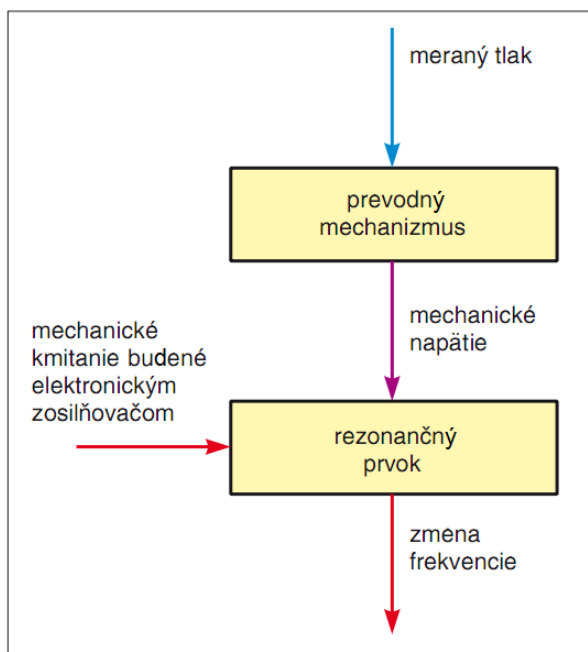 meraný tlak
prevodný
mechanizmus
mechanické
napätie
mechanické
kmitanie budené
elektronickým
zosilňovačom
rezonančný
prvok
zmena
frekvencie